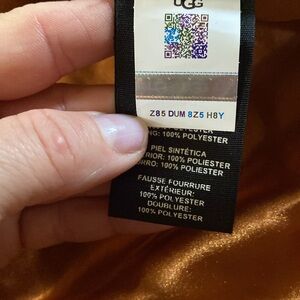 UGG
Z85 DUM 8Z5 H8Y
100% POLYESTER
PIEL SINTÉTICA
100% POLIESTER
100% POLIESTER
FAUSSE FOURRURE
EXTÉRIEUR:
100% POLYESTER
DOUBLURE:
100% POLYESTER